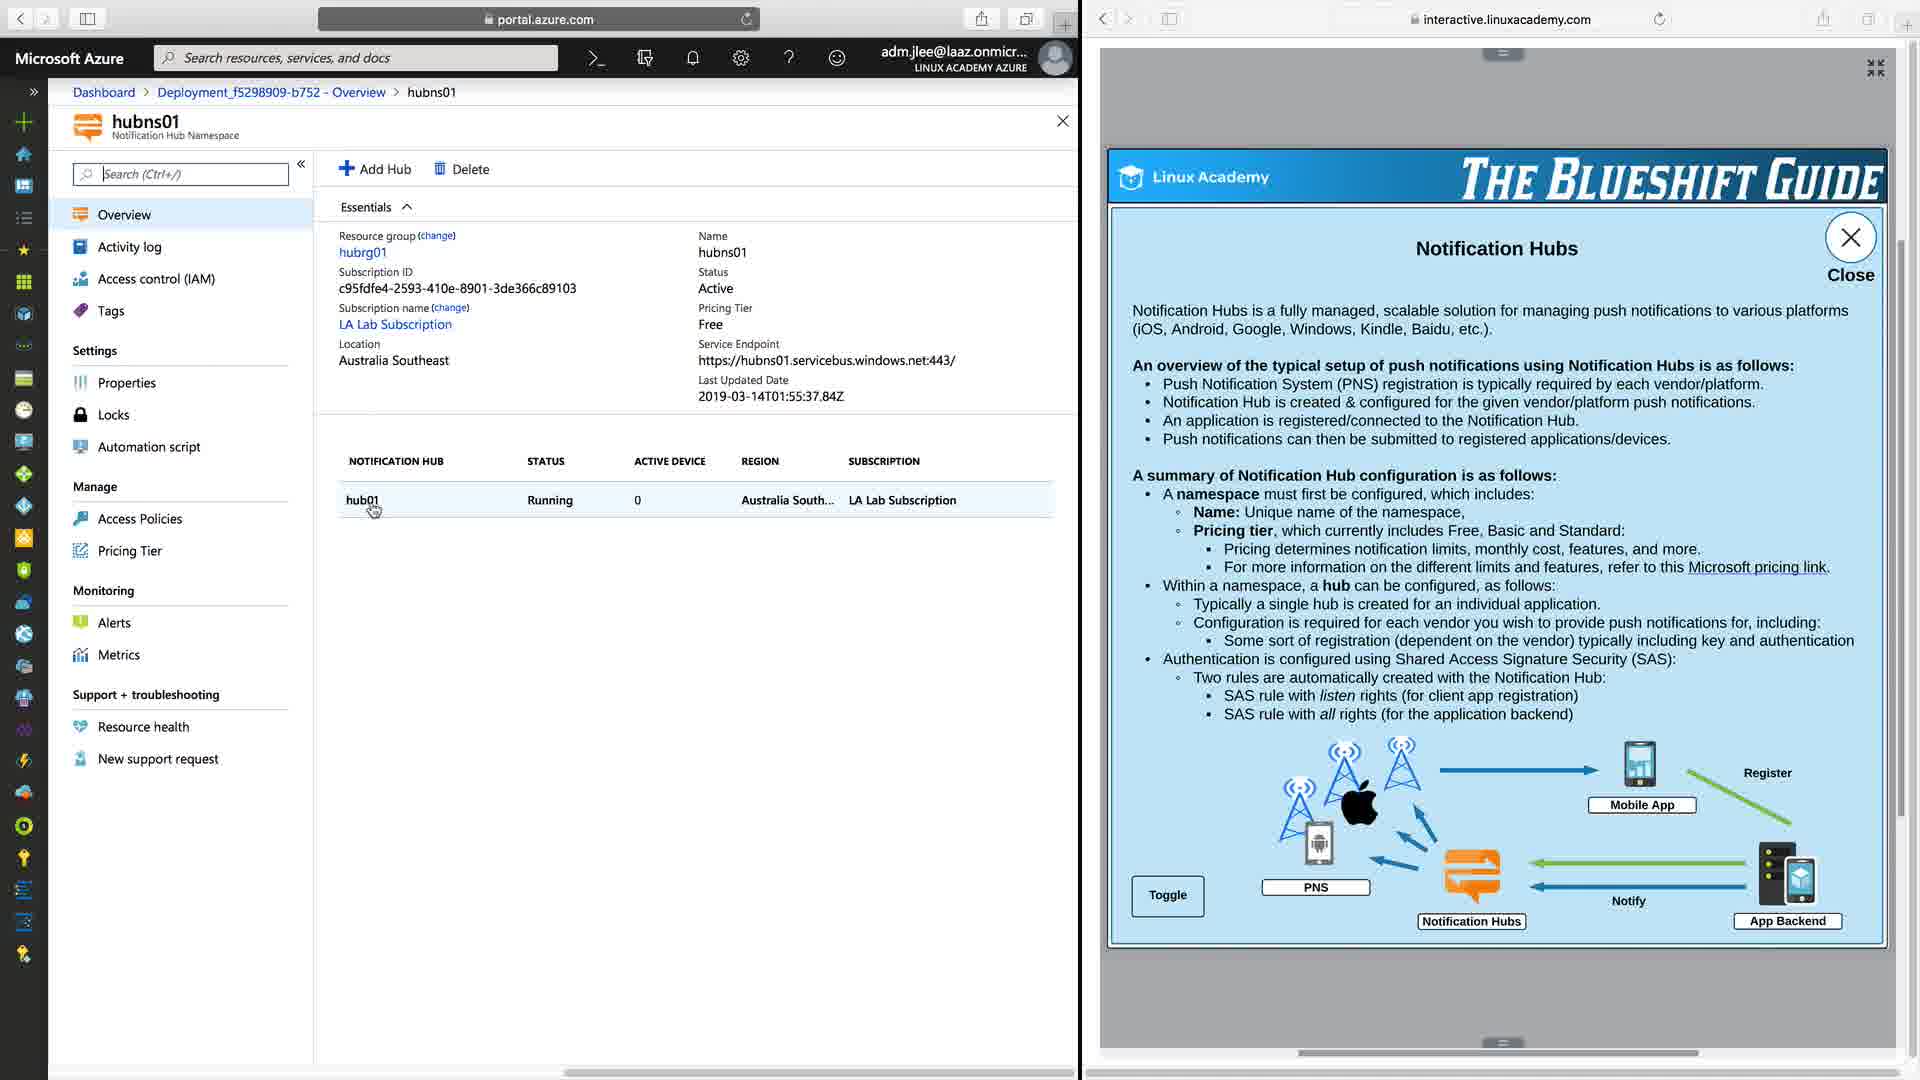 portal.azure.com
Microsoft Azure
Search resources, services, and docs
adm.jlee@laaz.onmicr...
LINUX ACADEMY AZURE
Dashboard > Deployment_f5298909-b752 - Overview > hubns01
hubns01
Notification Hub Namespace
Search (Ctrl+/)
Overview
Activity log
Access control (IAM)
Tags
Settings
Properties
Locks
Automation script
Manage
Access Policies
Pricing Tier
Monitoring
Alerts
Metrics
Support + troubleshooting
Resource health
New support request
Add Hub
Delete
Essentials
Resource group (change)
hubrg01
Subscription ID
c95fdfe4-2593-410e-8901-3de366c89103
Subscription name (change)
LA Lab Subscription
Location
Australia Southeast
Name
hubns01
Status
Active
Pricing Tier
Free
Service Endpoint
https://hubns01.servicebus.windows.net:443/
Last Updated Date
2019-03-14T01:55:37.84Z
NOTIFICATION HUB STATUS ACTIVE DEVICE REGION SUBSCRIPTION
hub01 Running 0 Australia South... LA Lab Subscription
interactive.linuxacademy.com
Linux Academy
THE BLUESHIFT GUIDE
Notification Hubs
Close
Notification Hubs is a fully managed, scalable solution for managing push notifications to various platforms
(iOS, Android, Google, Windows, Kindle, Baidu, etc.).
An overview of the typical setup of push notifications using Notification Hubs is as follows:
• Push Notification System (PNS) registration is typically required by each vendor/platform.
• Notification Hub is created & configured for the given vendor/platform push notifications.
• An application is registered/connected to the Notification Hub.
• Push notifications can then be submitted to registered applications/devices.
A summary of Notification Hub configuration is as follows:
• A namespace must first be configured, which includes:
◦ Name: Unique name of the namespace,
◦ Pricing tier, which currently includes Free, Basic and Standard:
▪ Pricing determines notification limits, monthly cost, features, and more.
▪ For more information on the different limits and features, refer to this Microsoft pricing link.
• Within a namespace, a hub can be configured, as follows:
◦ Typically a single hub is created for an individual application.
◦ Configuration is required for each vendor you wish to provide push notifications for, including:
▪ Some sort of registration (dependent on the vendor) typically including key and authentication
• Authentication is configured using Shared Access Signature Security (SAS):
◦ Two rules are automatically created with the Notification Hub:
▪ SAS rule with listen rights (for client app registration)
▪ SAS rule with all rights (for the application backend)
Register
Mobile App
Toggle
PNS
Notify
Notification Hubs
App Backend